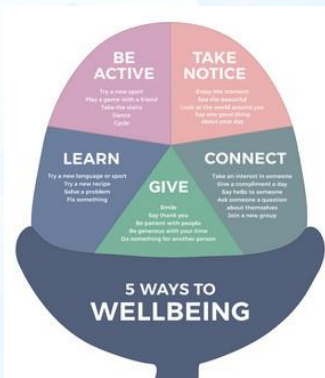 BE
ACTIVE
Try a new sport
Play a game with a friend
Take the stairs
Dance
Cycle
TAKE
NOTICE
Enjoy the moment
See the beautiful
Look at the world around you
Say one good thing
about your day
LEARN
Try a new language or sport
Try a new recipe
Solve a problem
Fix something
GIVE
Smile
Say thank you
Be patient with people
Be generous with your time
Do something for another person
CONNECT
Take an interest in someone
Give a compliment a day
Say hello to someone
Ask someone a question
about themselves
Join a new group
5 WAYS TO
WELLBEING